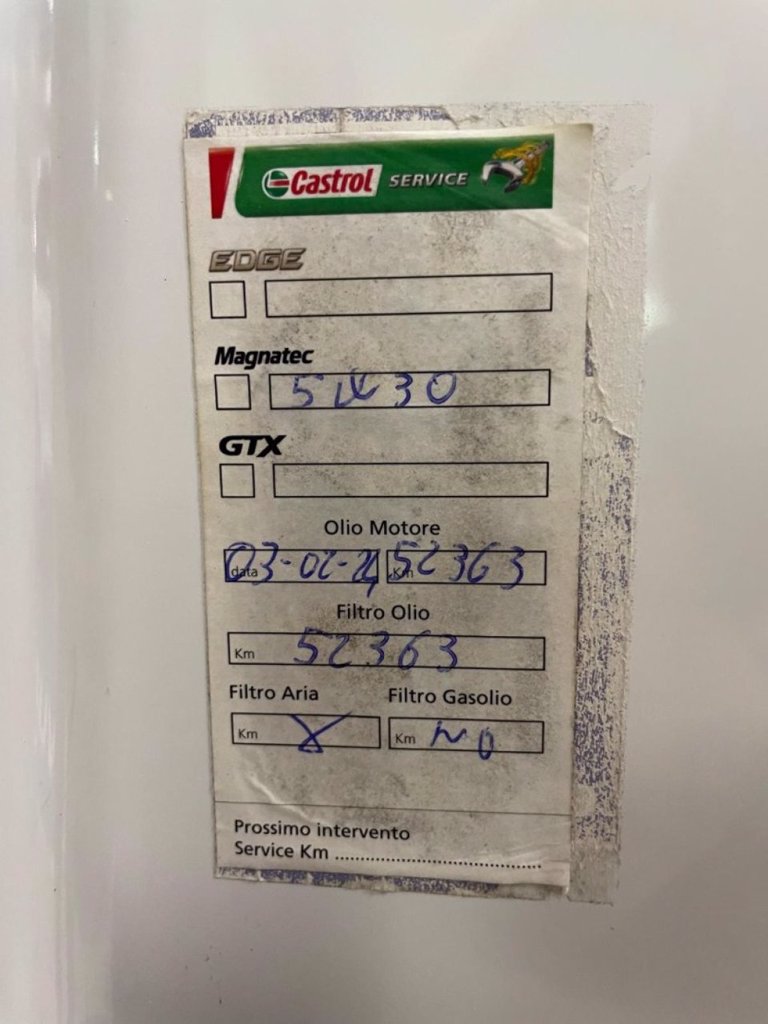 Castrol SERVICE
EDGE
Magnatec
5W30
GTX
Olio Motore
data 03-02-24 Km 52363
Filtro Olio
Km 52363
Filtro Aria Filtro Gasolio
Km X Km NO
Prossimo intervento
Service Km ........................................